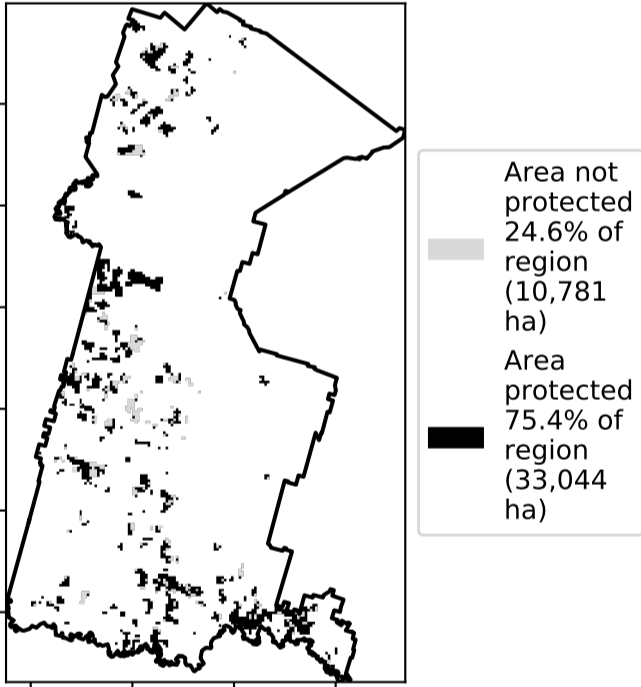 Area not
protected
24.6% of
region
(10,781
ha)
Area
protected
75.4% of
region
(33,044
ha)